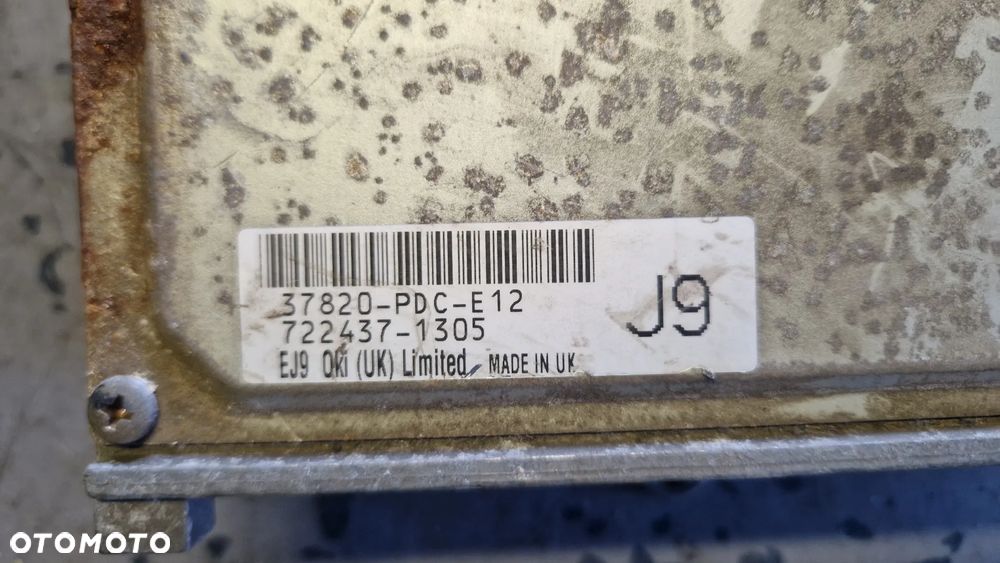 37820-PDC-E12
722437-1305
J9
EJ9 Oki (UK) Limited. MADE IN UK
OTOMOTO